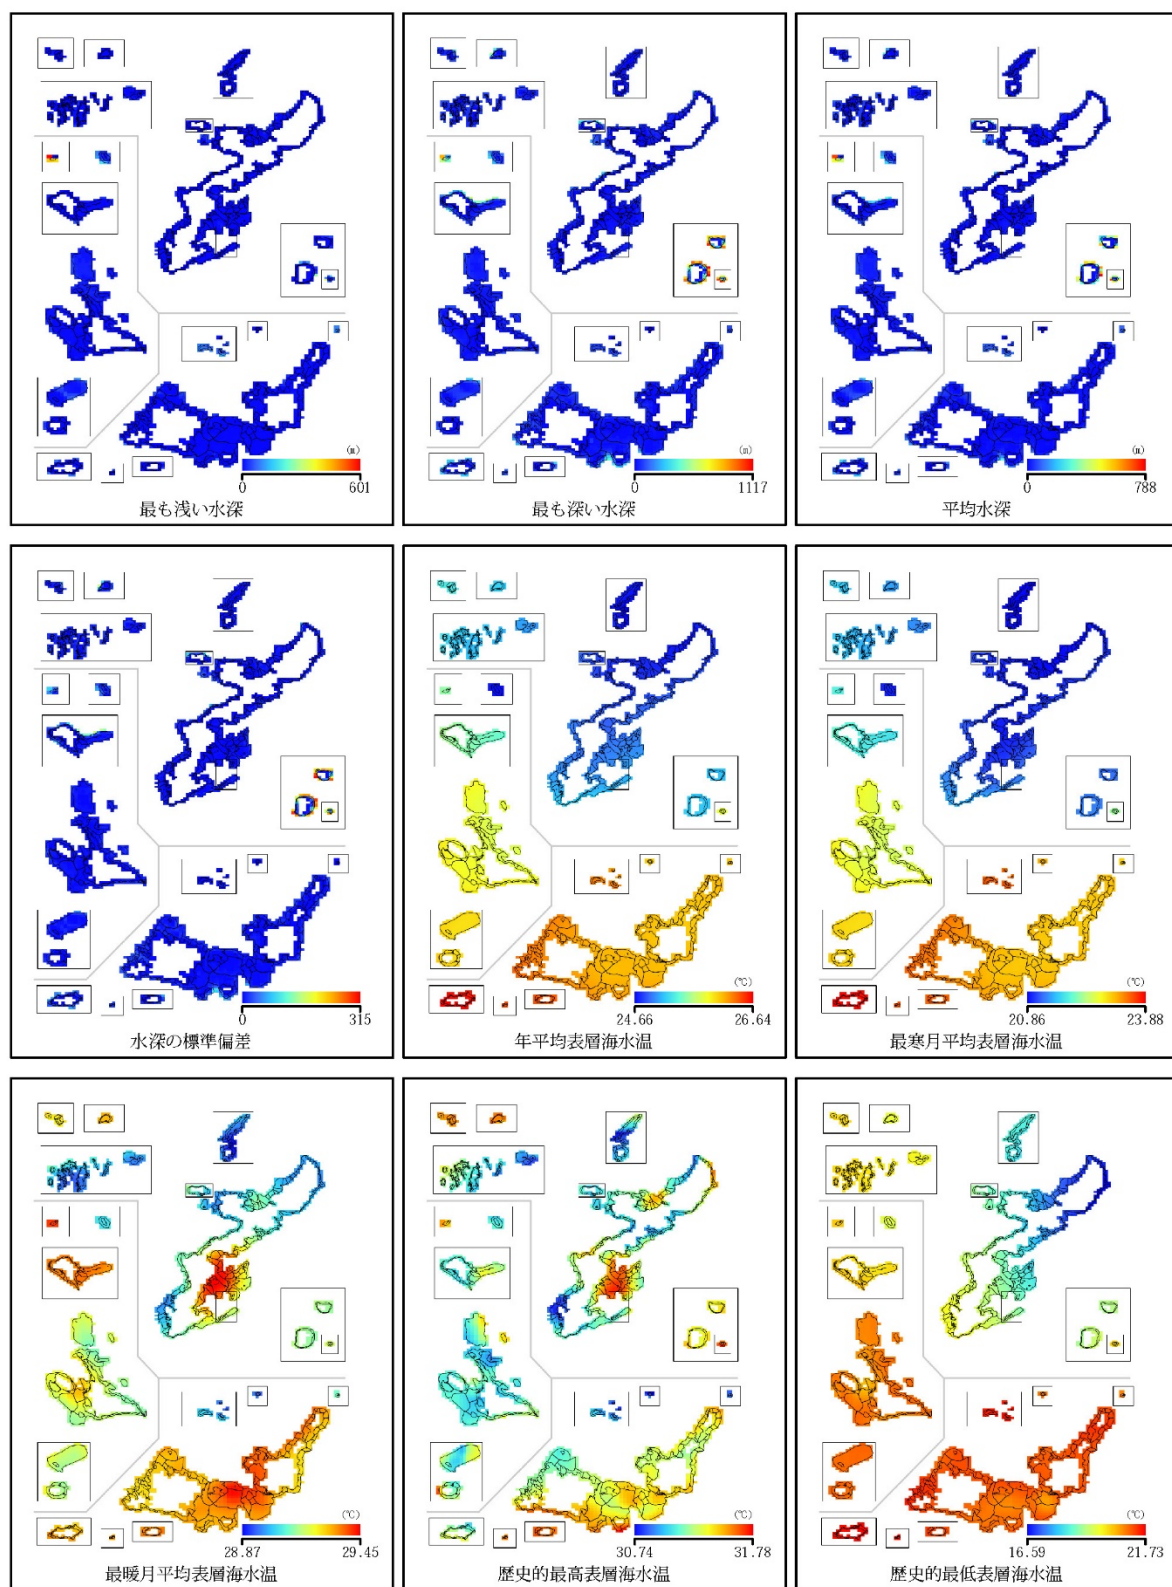 (m)
0 601
最も浅い水深
(m)
0 1117
最も深い水深
(m)
0 788
平均水深
0 315
水深の標準偏差
(℃)
24.66 26.64
年平均表層海水温
(℃)
20.86 23.88
最寒月平均表層海水温
(℃)
28.87 29.45
最暖月平均表層海水温
(℃)
30.74 31.78
歴史的最高表層海水温
(℃)
16.59 21.73
歴史的最低表層海水温